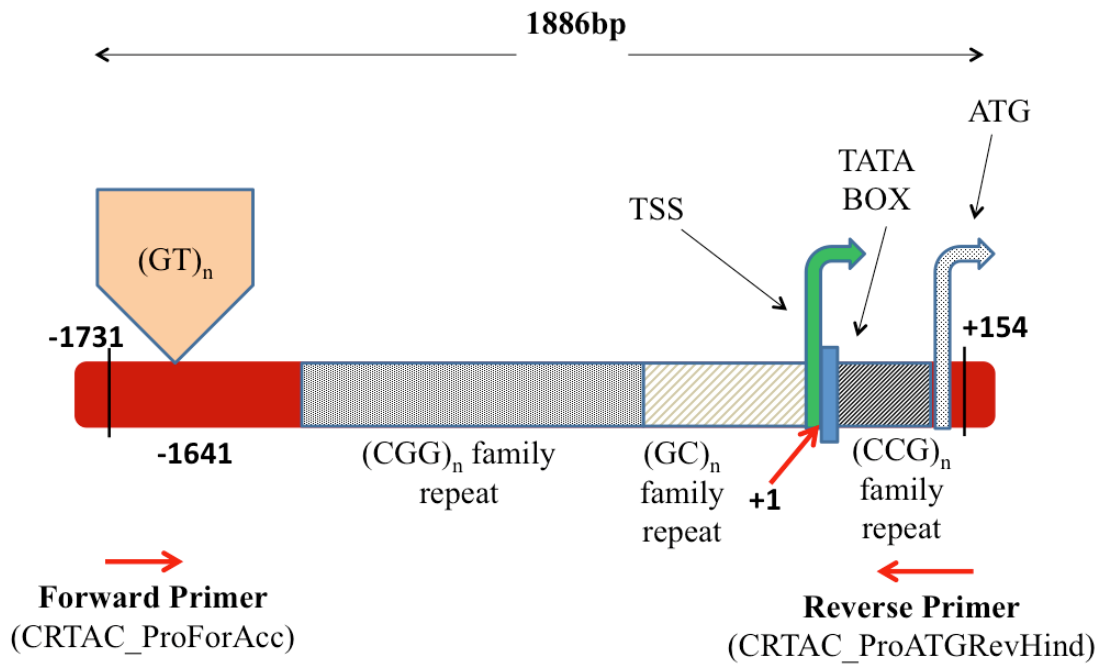 1886bp
ATG
TATA
BOX
TSS
(GT)n
-1731
+154
-1641
(CGG)n family
repeat
(GC)n
family
repeat
+1
(CCG)n
family
repeat
Forward Primer
(CRTAC_ProForAcc)
Reverse Primer
(CRTAC_ProATGRevHind)